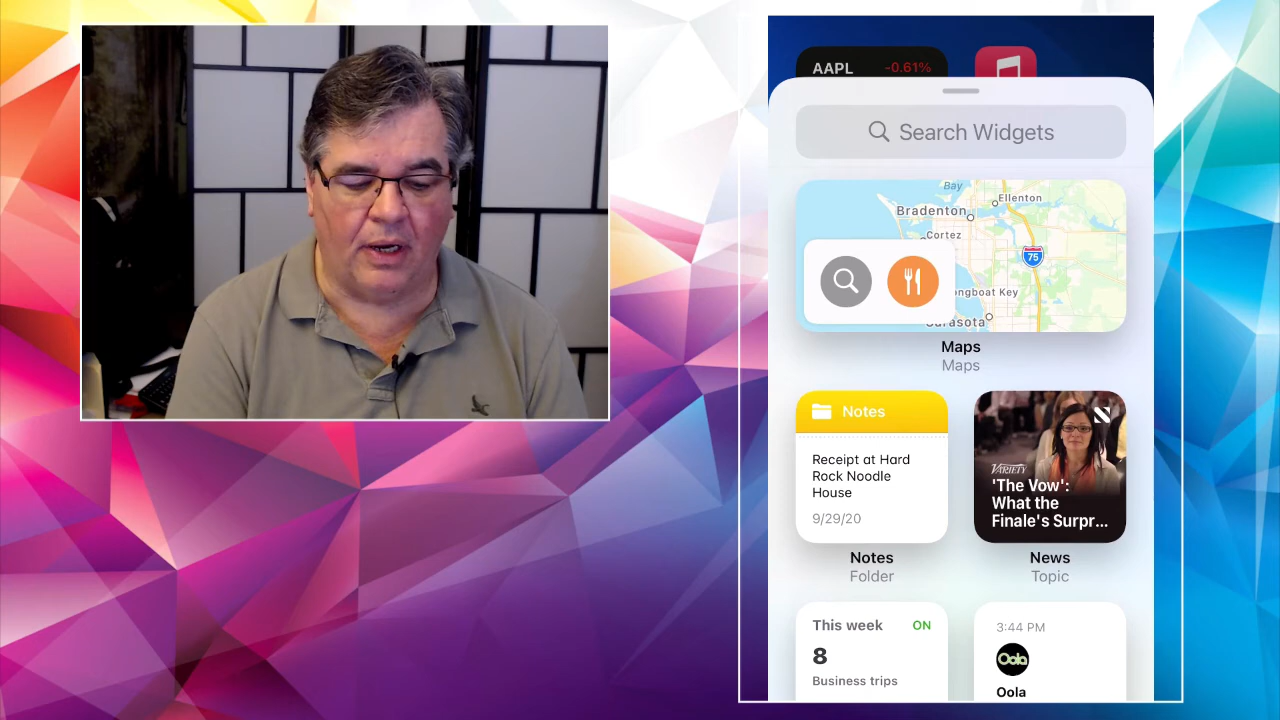 AAPL -0.61%
Search Widgets
Bay
Ellenton
Bradenton
Cortez
75
ongboat Key
Sarasota
Maps
Maps
Notes
Receipt at Hard
Rock Noodle
House
9/29/20
VARIETY
'The Vow':
What the
Finale's Surpr...
Notes
Folder
News
Topic
This week ON
8
Business trips
3:44 PM
Oola
Oola